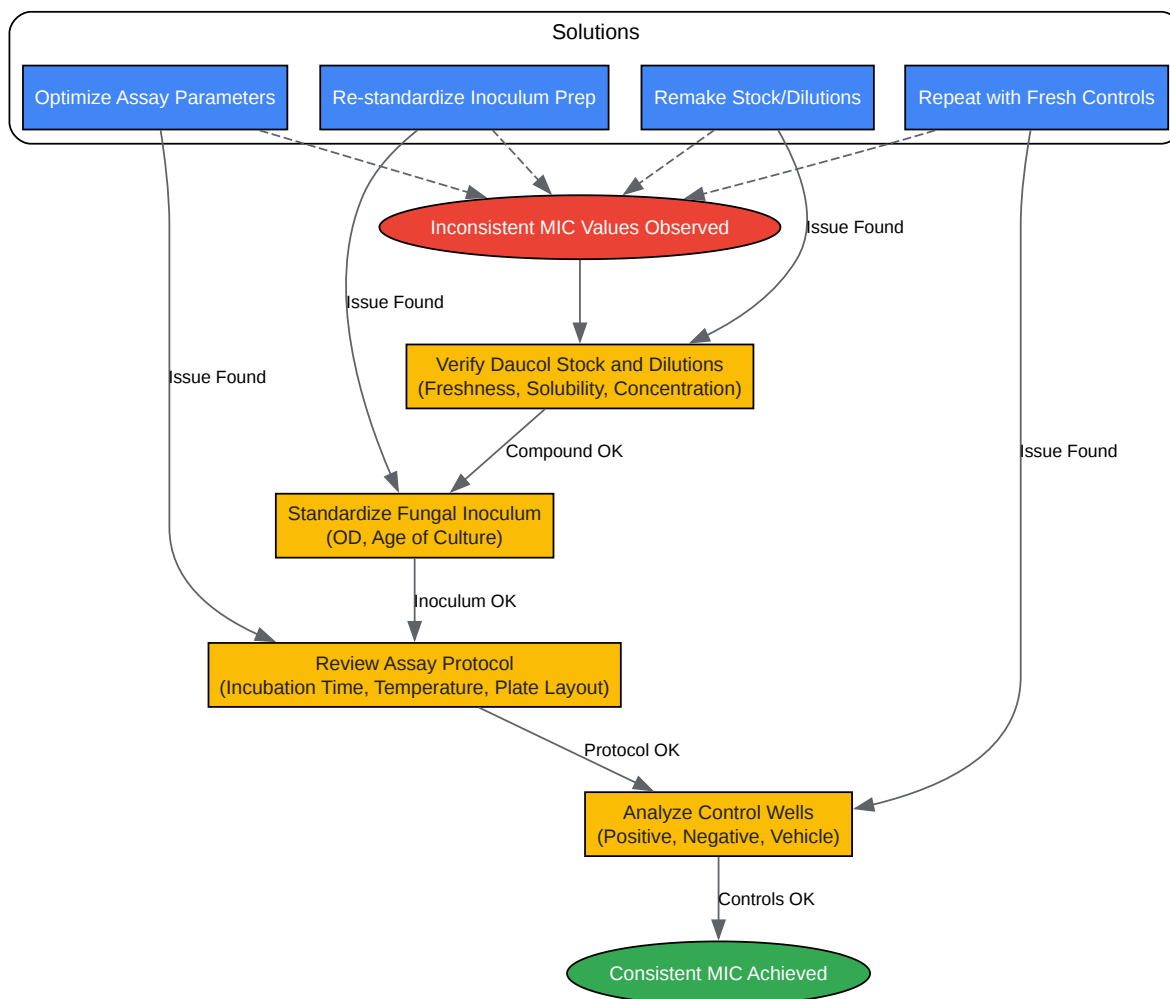 Solutions
Optimize Assay Parameters
Re-standardize Inoculum Prep
Remake Stock/Dilutions
Repeat with Fresh Controls
Inconsistent MIC Values Observed
Issue Found
Issue Found
Verify Daucol Stock and Dilutions
(Freshness, Solubility, Concentration)
Issue Found
Compound OK
Issue Found
Standardize Fungal Inoculum
(OD, Age of Culture)
Inoculum OK
Review Assay Protocol
(Incubation Time, Temperature, Plate Layout)
Protocol OK
Analyze Control Wells
(Positive, Negative, Vehicle)
Controls OK
Consistent MIC Achieved